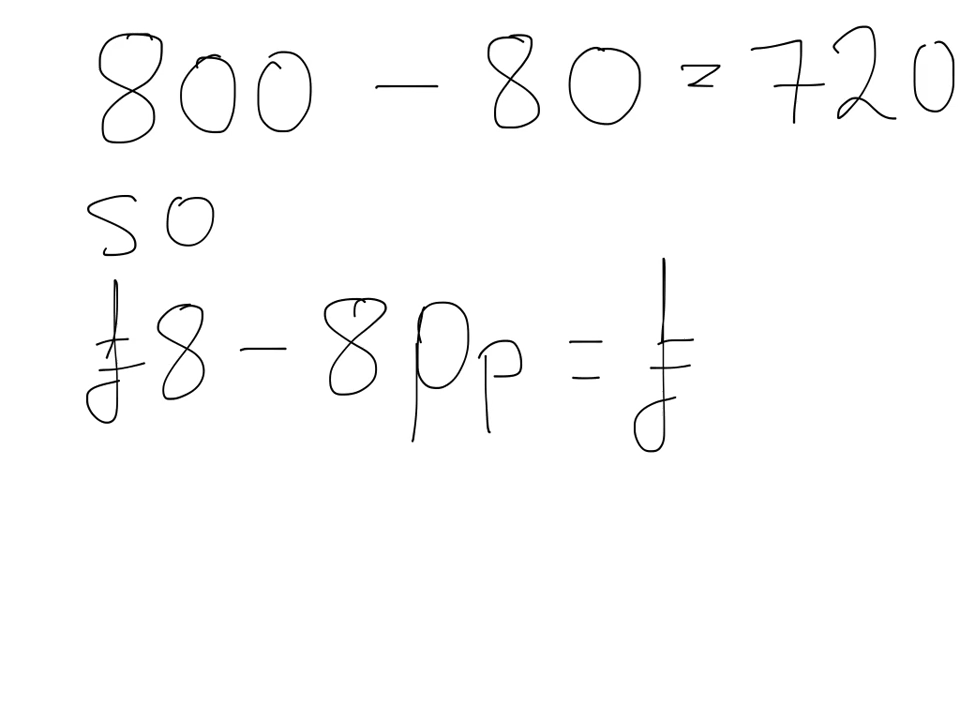 800 - 80 = 720
so
£8 - 80p = £